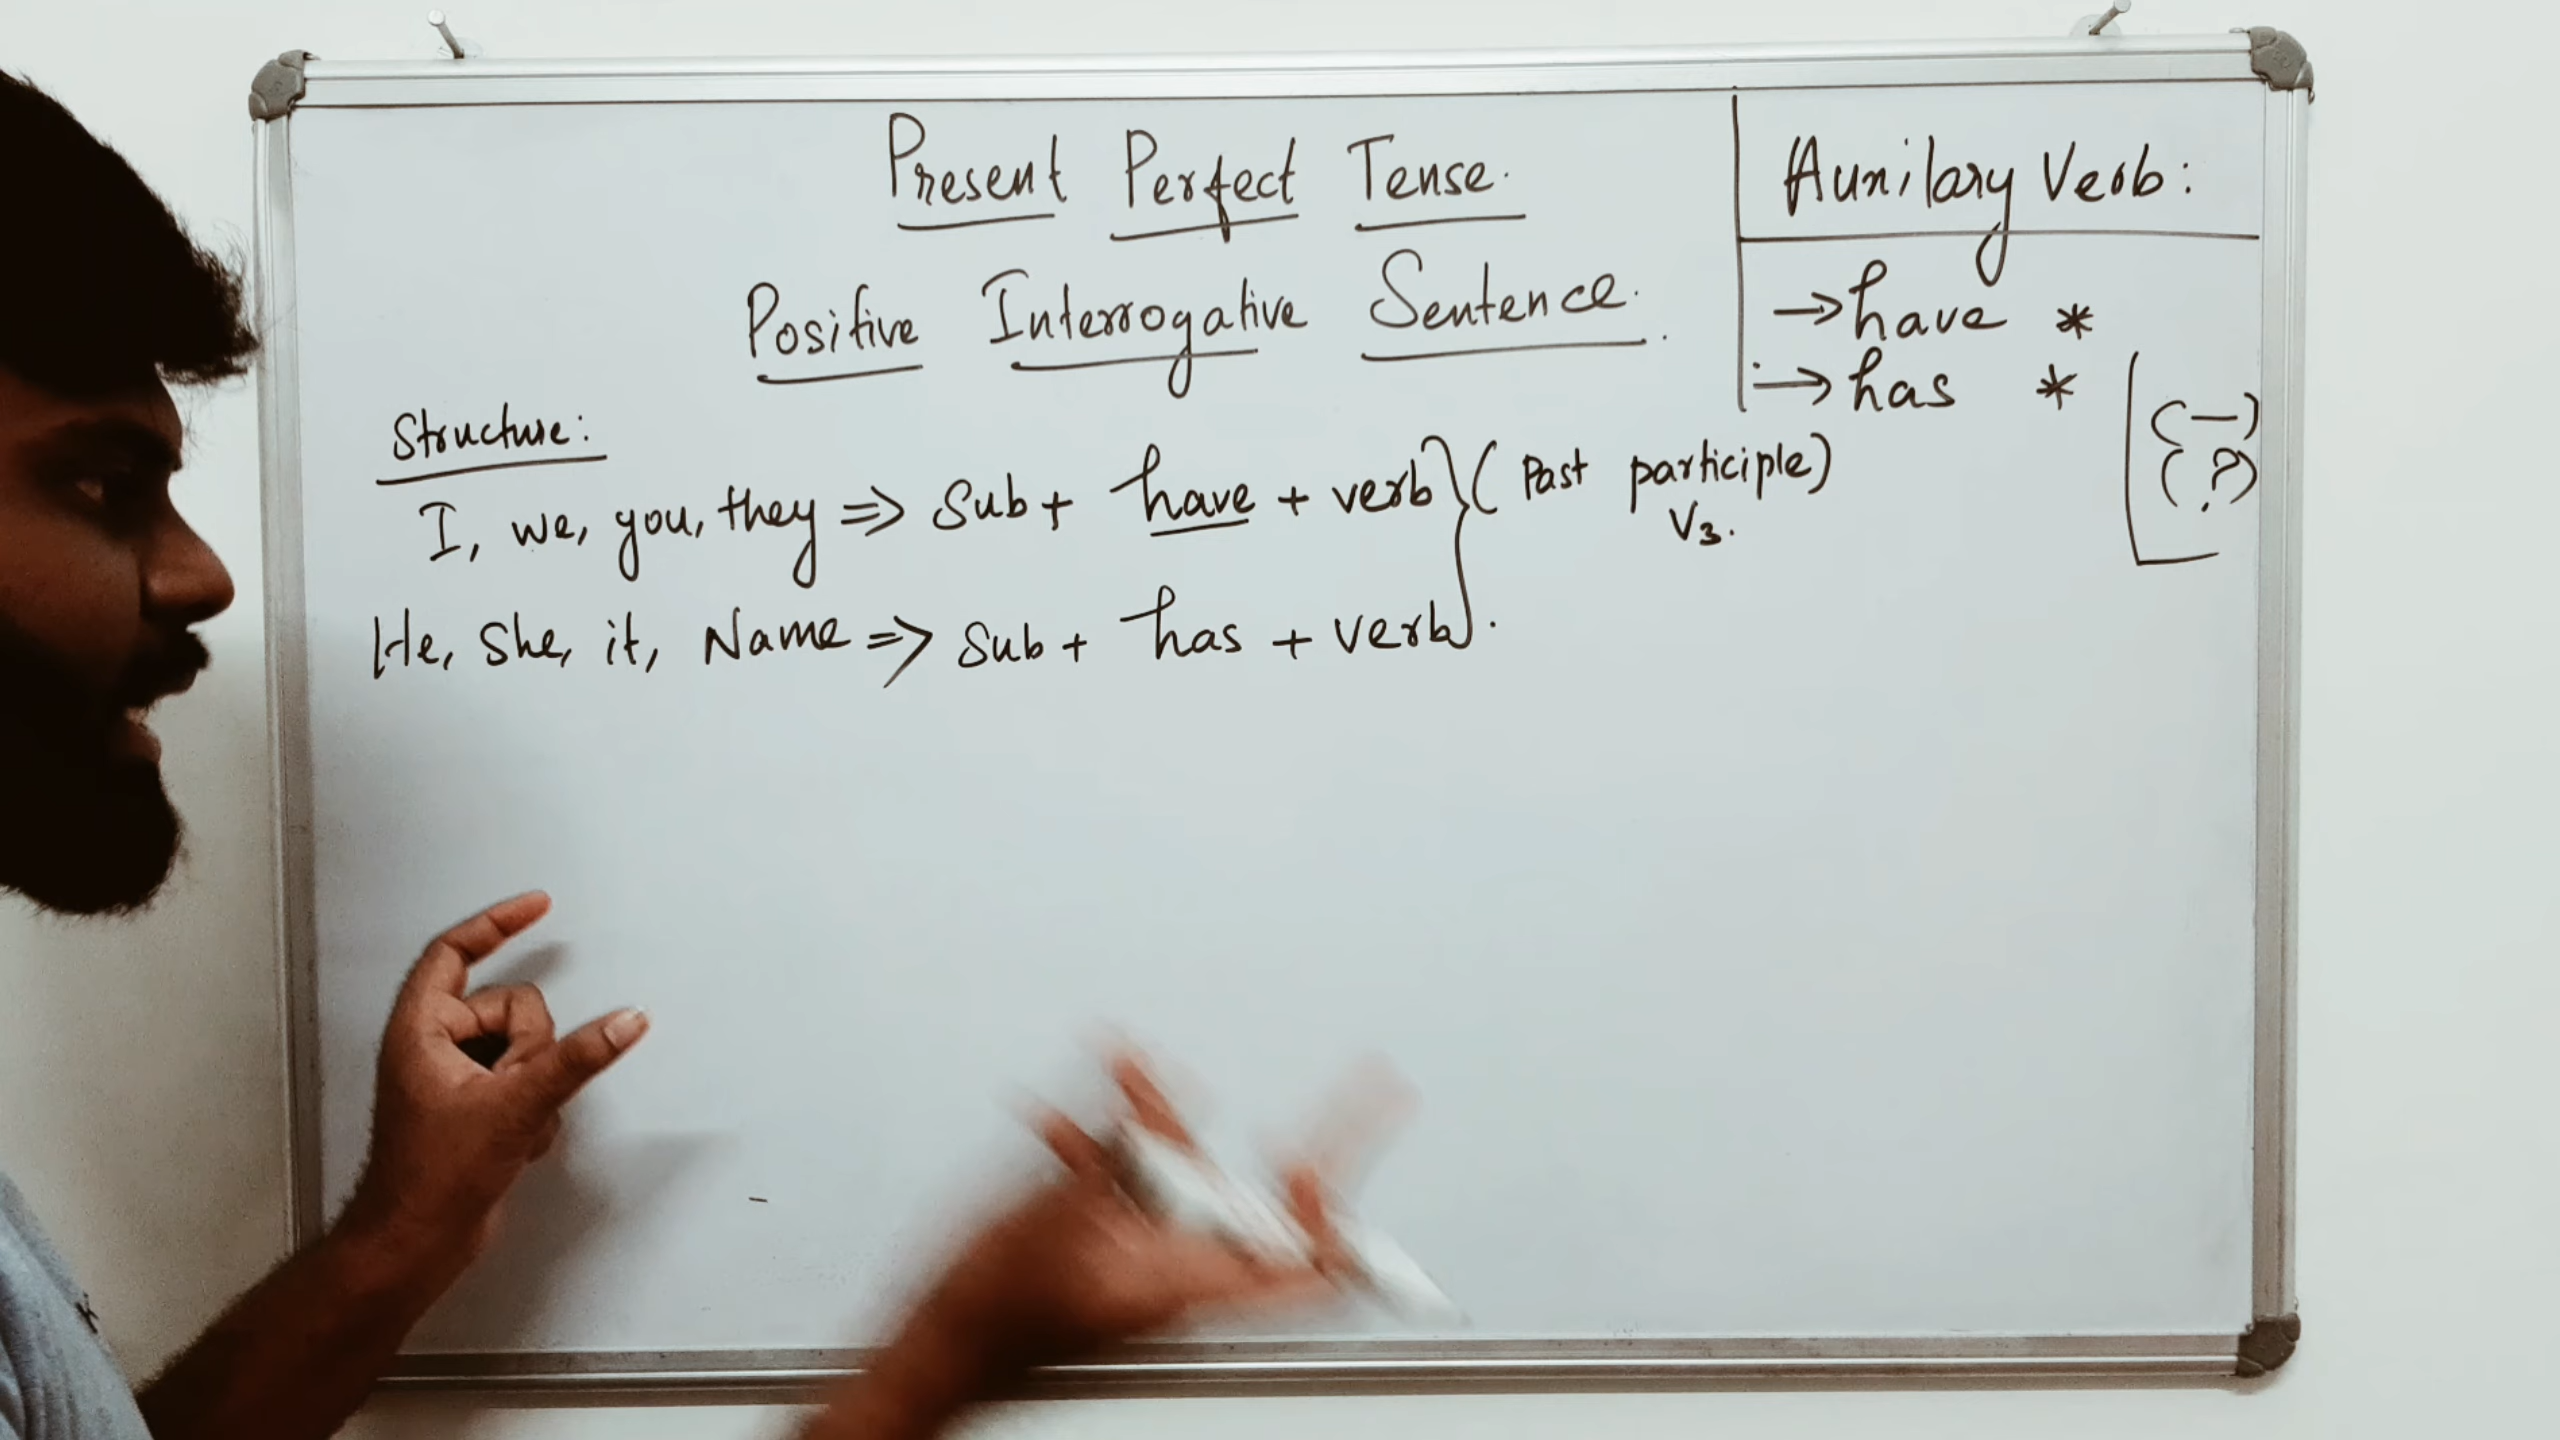 Present Perfect Tense.
Positive Interrogative Sentence.
Auxilary Verb:
→ have *
→ has *
(—)
(?)
Structure:
I, we, you, they => Sub + have + verb } (Past participle)
V3.
He, She, it, Name => Sub + has + verb.